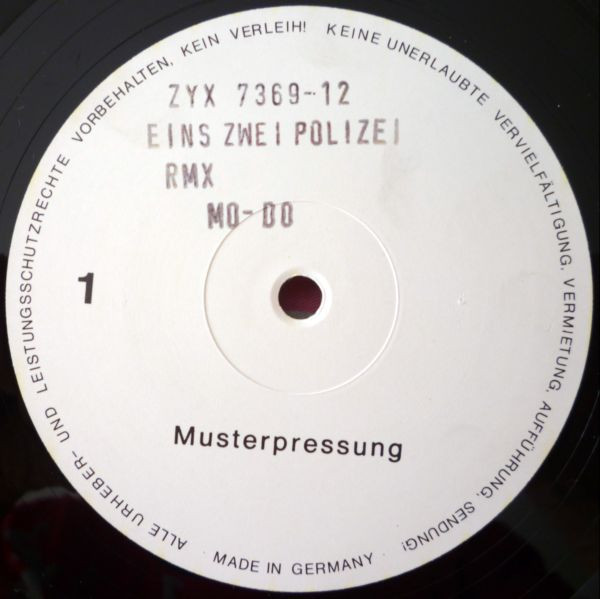 ZYX 7369-12
EINS ZWEI POLIZEI
RMX
MO-DO
1
Musterpressung
ALLE URHEBER- UND LEISTUNGSSCHUTZRECHTE VORBEHALTEN, KEIN VERLEIH! KEINE UNERLAUBTE VERVIELFÄLTIGUNG, VERMIETUNG, AUFFÜHRUNG, SENDUNG!
· MADE IN GERMANY ·